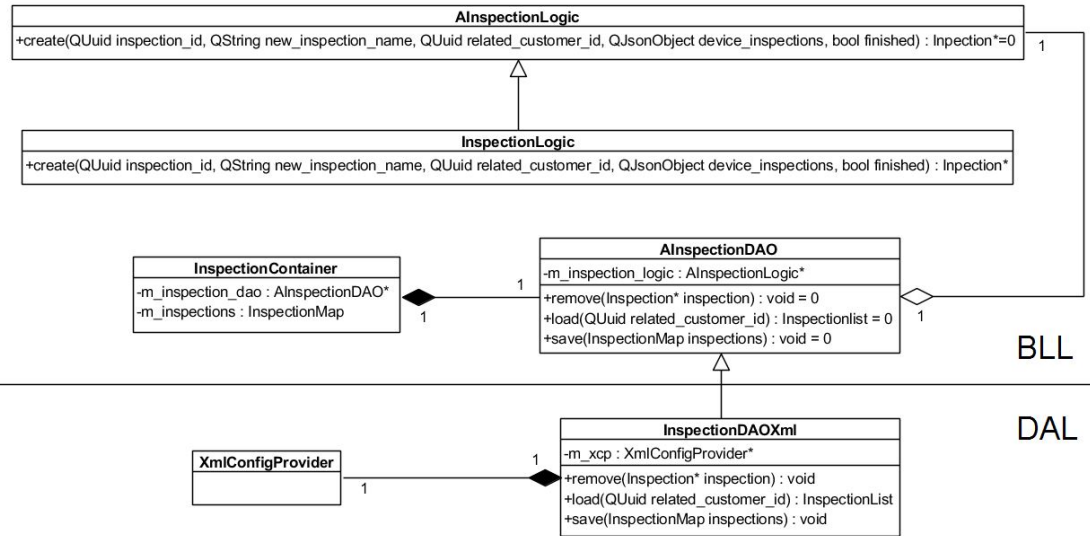 AInspectionLogic
+create(QUuid inspection_id, QString new_inspection_name, QUuid related_customer_id, QJsonObject device_inspections, bool finished) : Inpection*=0
1
InspectionLogic
+create(QUuid inspection_id, QString new_inspection_name, QUuid related_customer_id, QJsonObject device_inspections, bool finished) : Inpection*
InspectionContainer
-m_inspection_dao : AInspectionDAO*
-m_inspections : InspectionMap
1
1
AInspectionDAO
-m_inspection_logic : AInspectionLogic*
+remove(Inspection* inspection) : void = 0
+load(QUuid related_customer_id) : Inspectionlist = 0
+save(InspectionMap inspections) : void = 0
1
BLL
DAL
XmlConfigProvider
1
1
InspectionDAOXml
-m_xcp : XmlConfigProvider*
+remove(Inspection* inspection) : void
+load(QUuid related_customer_id) : InspectionList
+save(InspectionMap inspections) : void